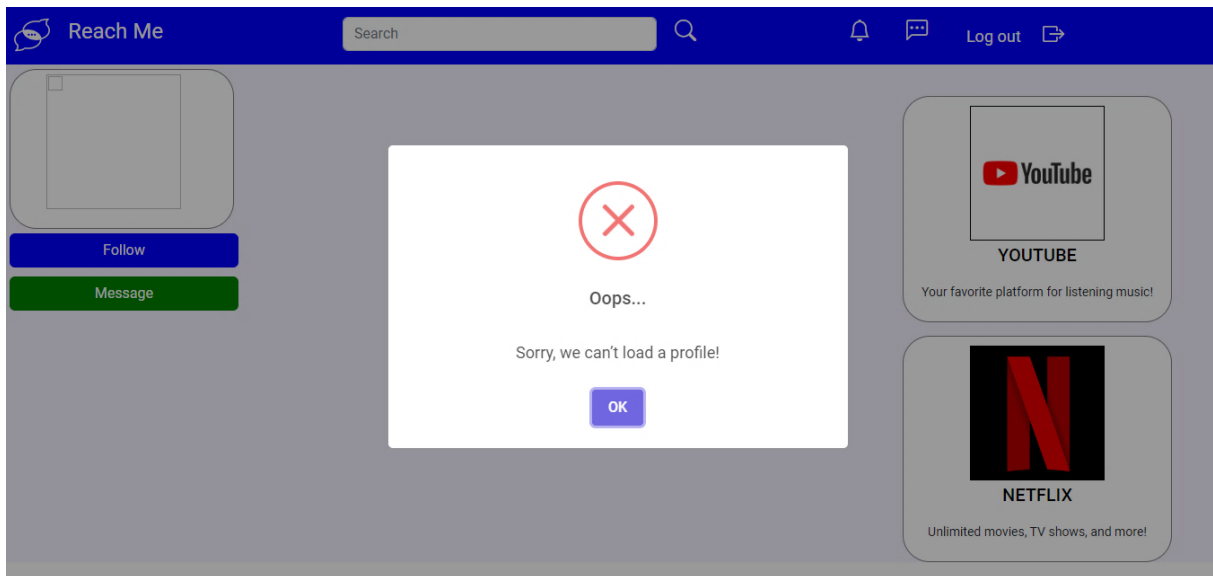 Reach Me
Search
Log out
Follow
Message
Oops...
Sorry, we can't load a profile!
OK
YouTube
YOUTUBE
Your favorite platform for listening music!
NETFLIX
Unlimited movies, TV shows, and more!